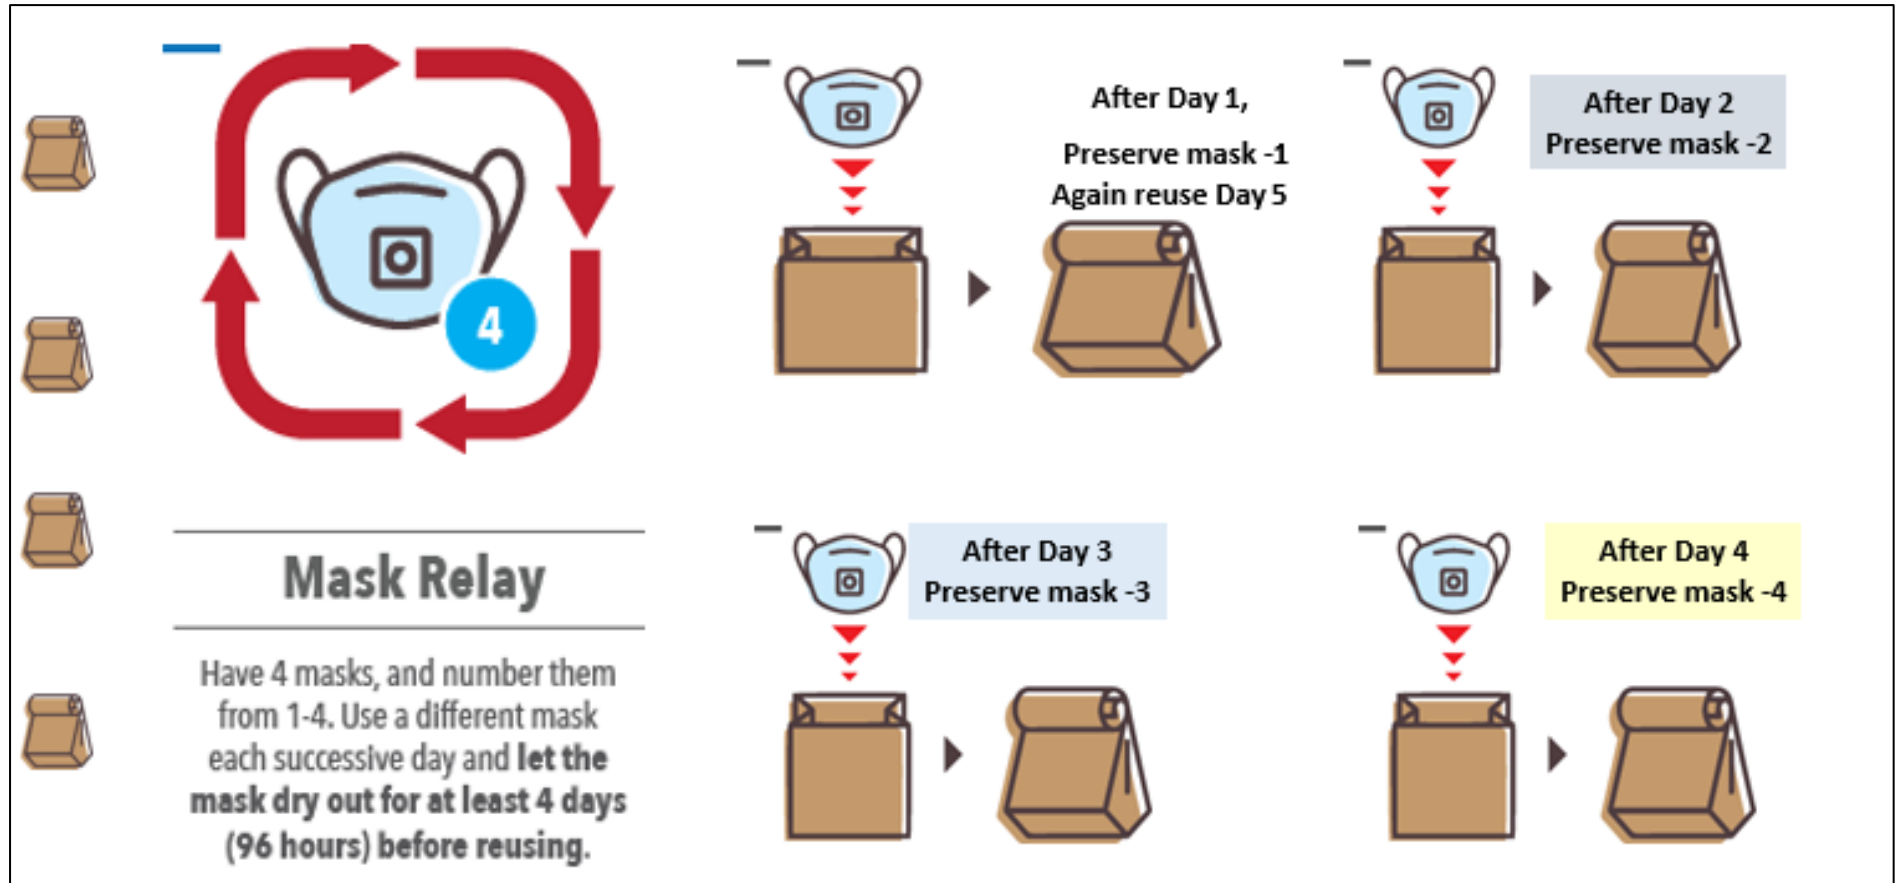 4
Mask Relay
Have 4 masks, and number them
from 1-4. Use a different mask
each successive day and let the
mask dry out for at least 4 days
(96 hours) before reusing.
After Day 1,
Preserve mask -1
Again reuse Day 5
After Day 2
Preserve mask -2
After Day 3
Preserve mask -3
After Day 4
Preserve mask -4